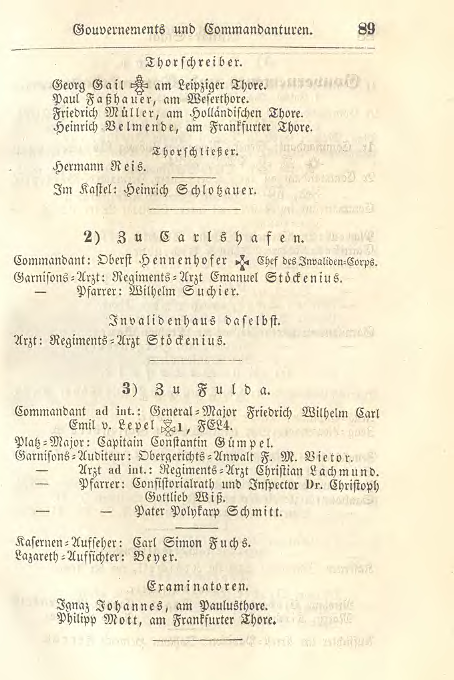 Gouvernements und Commandanturen. 89
Thorschreiber.
Georg Gail am Leipziger Thore.
Paul Faßhauer, am Weserthore.
Friedrich Müller, am Holländischen Thore.
Heinrich Belmende, am Frankfurter Thore.
Thorschließer.
Hermann Reis.
Im Kastel: Heinrich Schlotzauer.
2) Zu Carlshafen.
Commandant: Oberst Hennenhofer Chef des Invaliden-Corps.
Garnisons-Arzt: Regiments-Arzt Emanuel Stöckenius.
— Pfarrer: Wilhelm Suchier.
Invalidenhaus daselbst.
Arzt: Regiments-Arzt Stöckenius.
3) Zu Fulda.
Commandant ad int.: General-Major Friedrich Wilhelm Carl
Emil v. Lepel 1, FEL4.
Platz-Major: Capitain Constantin Gümpel.
Garnisons-Auditeur: Obergerichts-Anwalt F. M. Vietor.
— Arzt ad int.: Regiments-Arzt Christian Lachmund.
— Pfarrer: Consistorialrath und Inspector Dr. Christoph
Gottlieb Wiß.
— — Pater Polykarp Schmitt.
Kasernen-Aufseher: Carl Simon Fuchs.
Lazareth-Aufsichter: Beyer.
Examinatoren.
Ignaz Johannes, am Paulusthore.
Philipp Mott, am Frankfurter Thore.